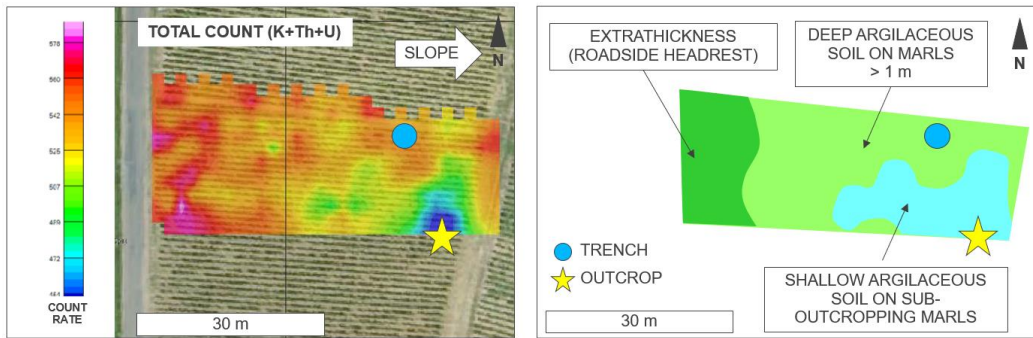 TOTAL COUNT (K+Th+U)
SLOPE
N
578
560
542
525
507
489
472
COUNT
RATE
30 m
EXTRATHICKNESS
(ROADSIDE HEADREST)
DEEP ARGILACEOUS
SOIL ON MARLS
> 1 m
N
TRENCH
OUTCROP
30 m
SHALLOW ARGILACEOUS
SOIL ON SUB-
OUTCROPPING MARLS